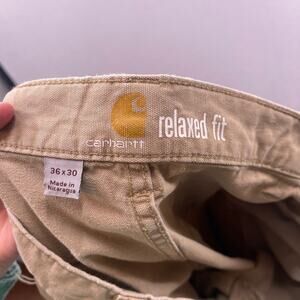 relaxed fit
carhartt
36 x 30
Made in
Nicaragua